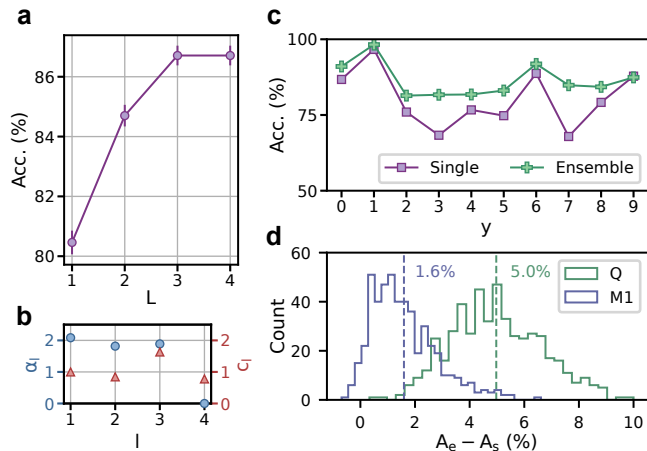 a
Acc. (%)
86
84
82
80
1 2 3 4
L
b
α_l
2
1
0
2
1
0
c_l
1 2 3 4
l
c
Acc. (%)
100
75
50
Single Ensemble
0 1 2 3 4 5 6 7 8 9
y
d
Count
60
40
20
0
1.6%
5.0%
Q
M1
0 2 4 6 8 10
A_e − A_s (%)